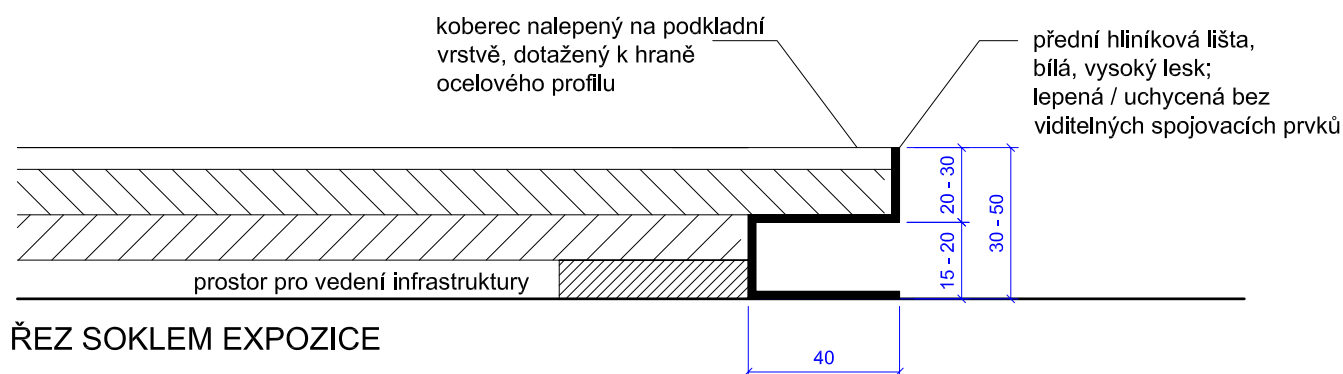 koberec nalepený na podkladní
vrstvě, dotažený k hraně
ocelového profilu
přední hliníková lišta,
bílá, vysoký lesk;
lepená / uchycená bez
viditelných spojovacích prvků
20 - 30
30 - 50
15 - 20
prostor pro vedení infrastruktury
ŘEZ SOKLEM EXPOZICE
40